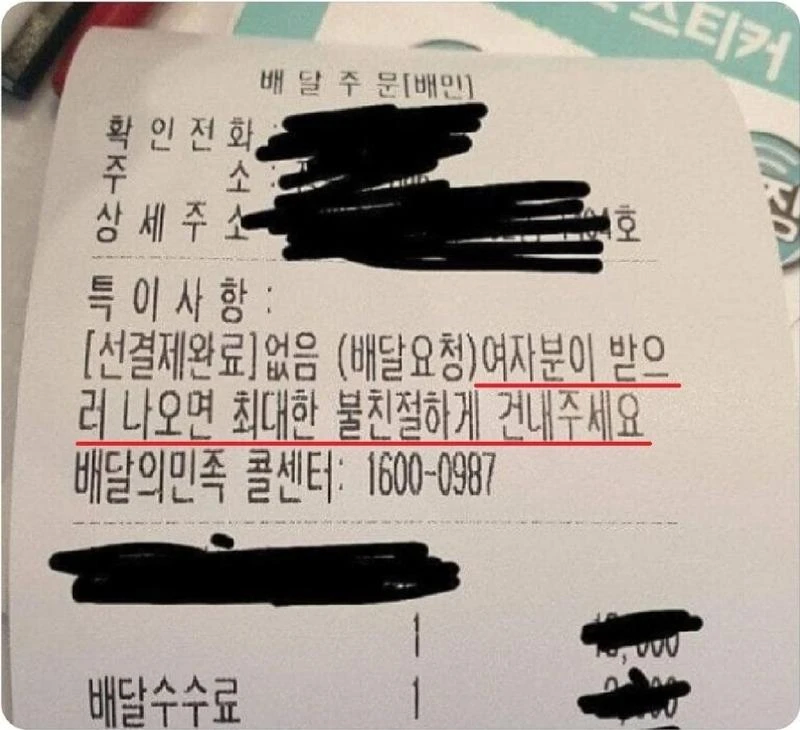 스티커
배 달 주 문[배민]
확 인 전 화 :
주 소 :
상 세 주 소
호
특 이 사 항 :
[선결제완료]없음 (배달요청)여자분이 받으
러 나오면 최대한 불친절하게 건내주세요
배달의민족 콜센터: 1600-0987
1
배달수수료 1